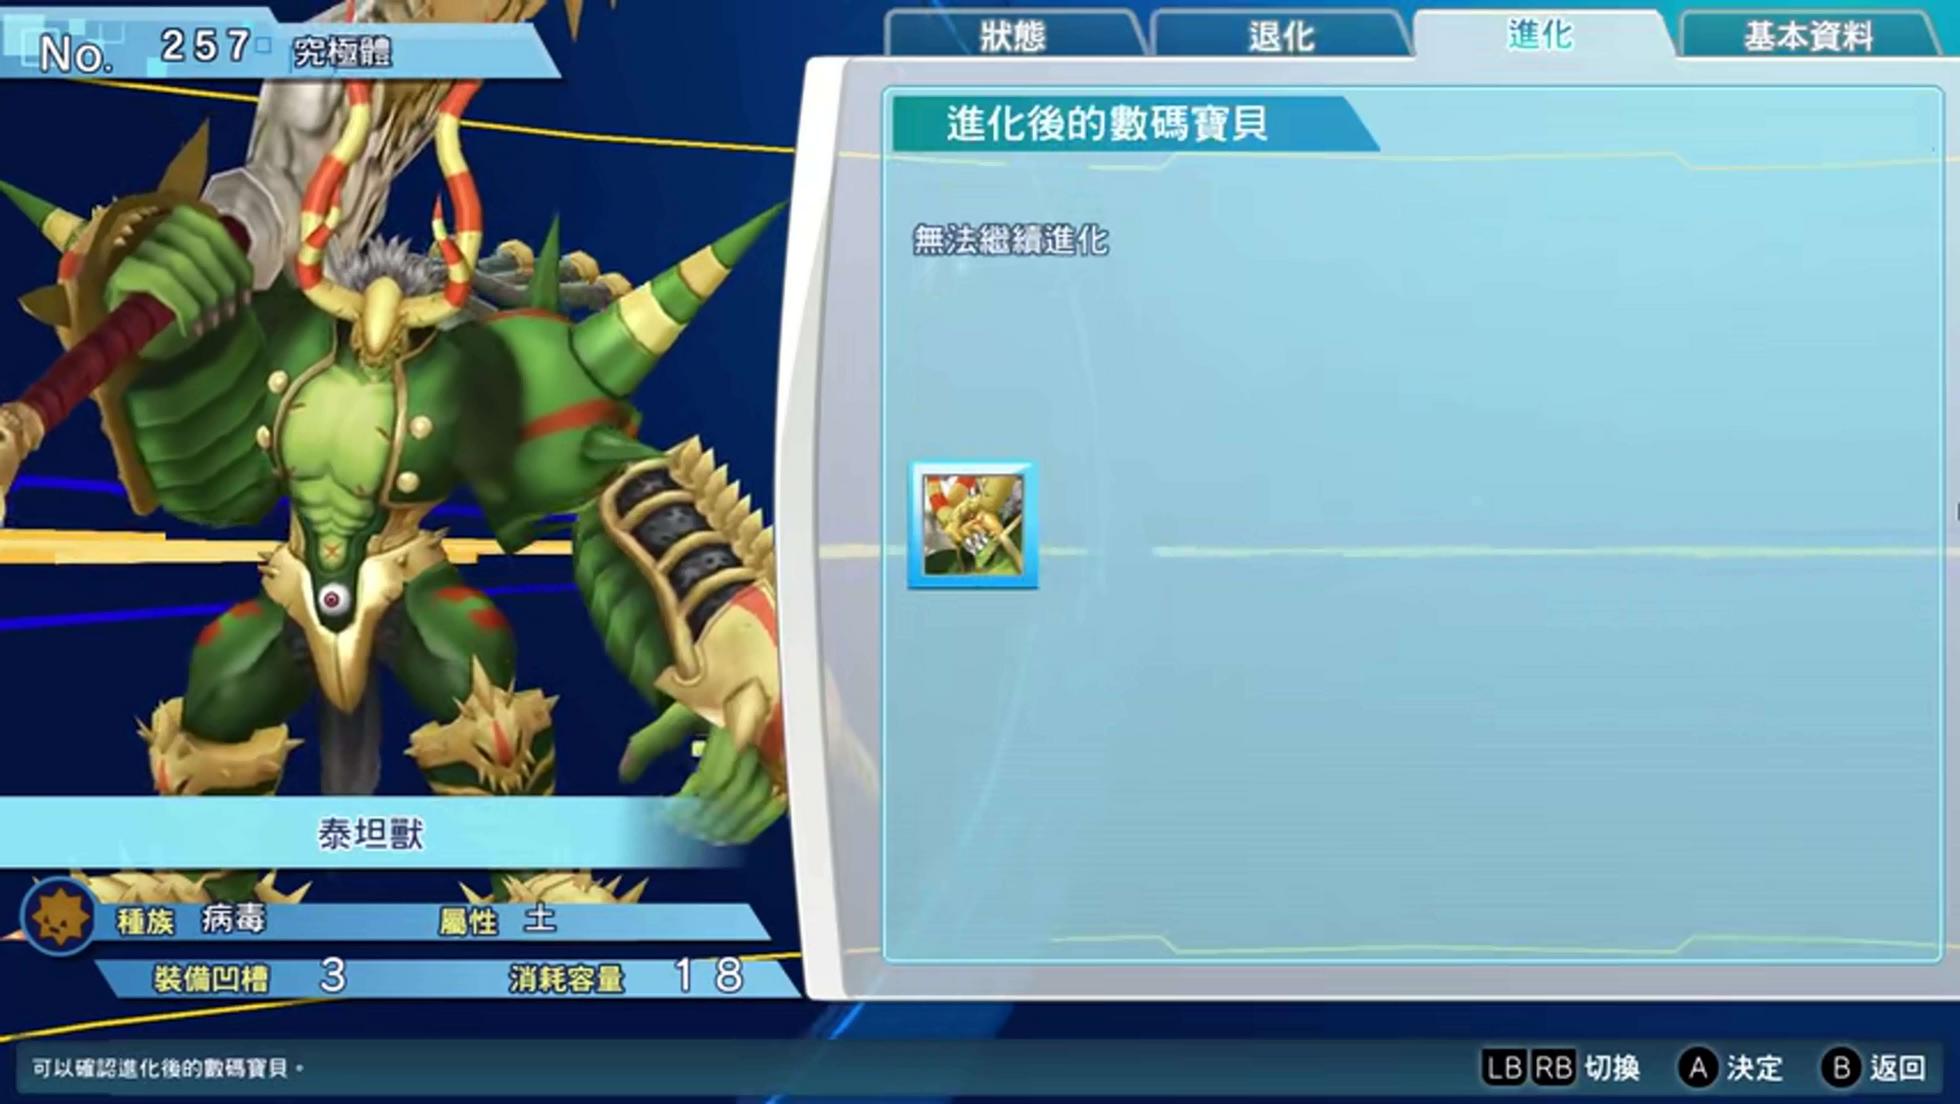 No. 257 究極體
狀態 退化 進化 基本資料
進化後的數碼寶貝
無法繼續進化
泰坦獸
種族 病毒 屬性 土
裝備凹槽 3 消耗容量 18
可以確認進化後的數碼寶貝。
LB RB 切換 A 決定 B 返回